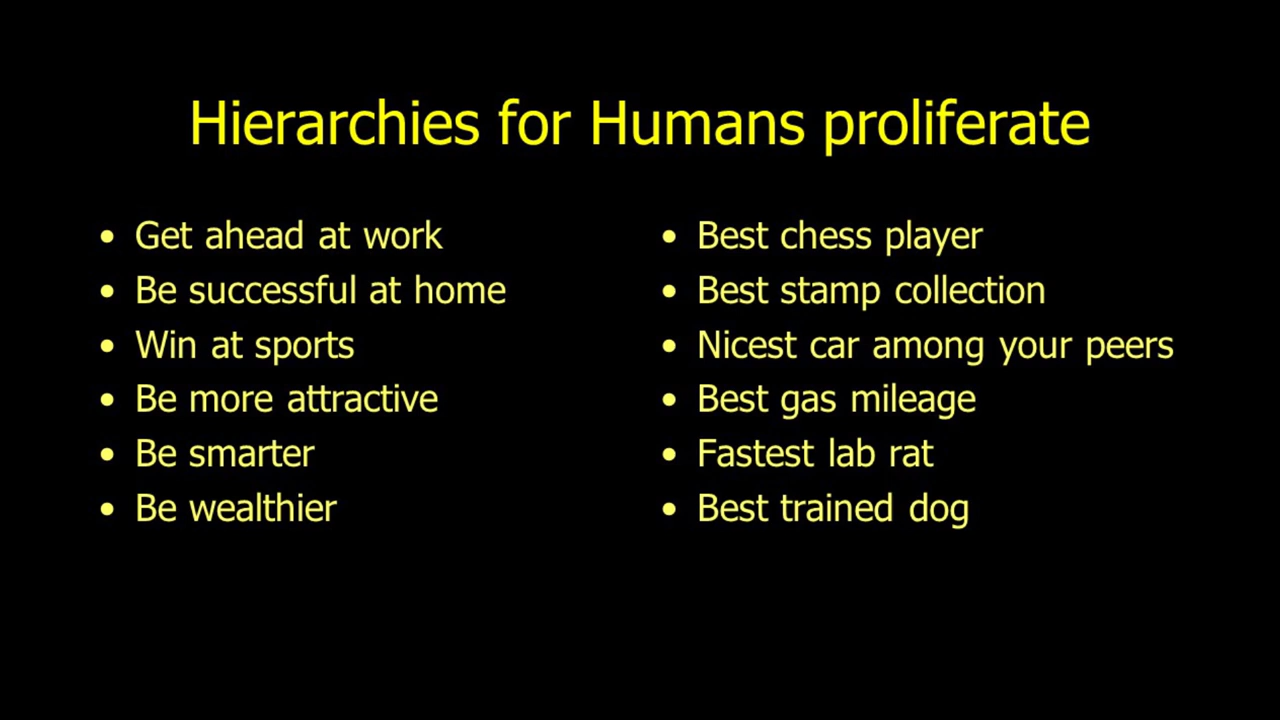 Hierarchies for Humans proliferate
• Get ahead at work
• Be successful at home
• Win at sports
• Be more attractive
• Be smarter
• Be wealthier
• Best chess player
• Best stamp collection
• Nicest car among your peers
• Best gas mileage
• Fastest lab rat
• Best trained dog